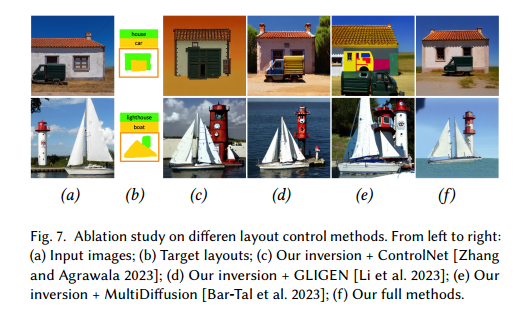 house
car
lighthouse
boat
(a) (b) (c) (d) (e) (f)
Fig. 7. Ablation study on differen layout control methods. From left to right:
(a) Input images; (b) Target layouts; (c) Our inversion + ControlNet [Zhang
and Agrawala 2023]; (d) Our inversion + GLIGEN [Li et al. 2023]; (e) Our
inversion + MultiDiffusion [Bar-Tal et al. 2023]; (f) Our full methods.